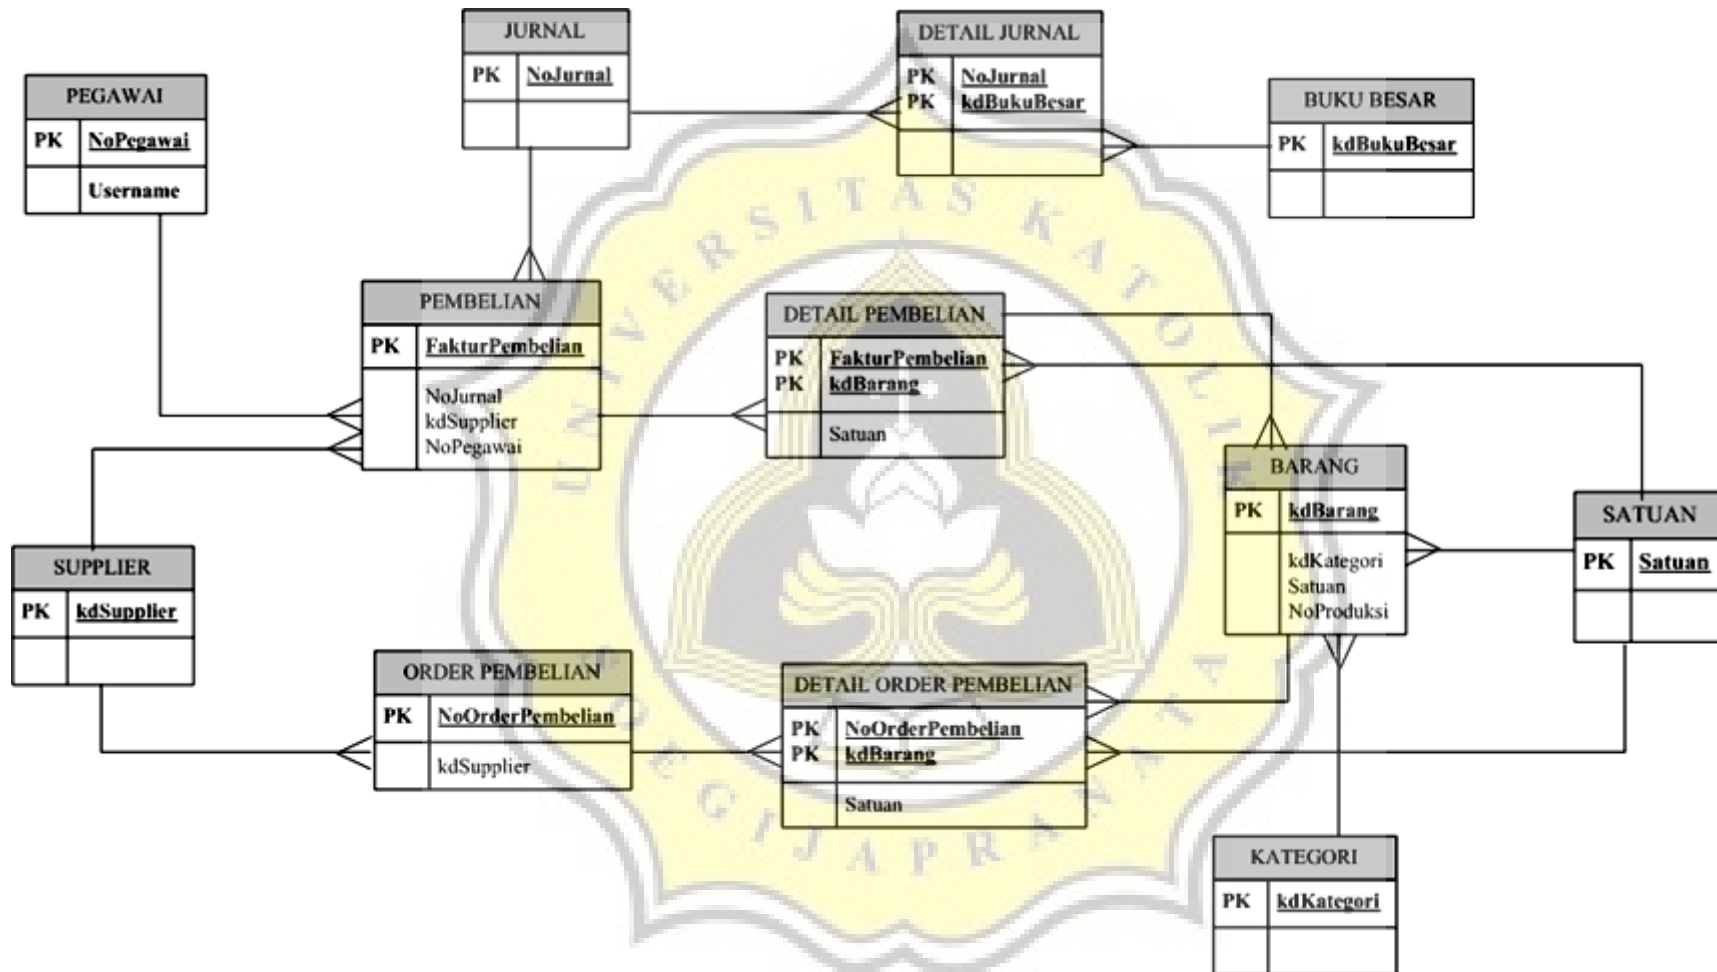 JURNAL
PK NoJurnal
DETAIL JURNAL
PK NoJurnal
PK kdBukuBesar
PEGAWAI
PK NoPegawai
Username
BUKU BESAR
PK kdBukuBesar
PEMBELIAN
PK FakturPembelian
NoJurnal
kdSupplier
NoPegawai
DETAIL PEMBELIAN
PK FakturPembelian
PK kdBarang
Satuan
BARANG
PK kdBarang
kdKategori
Satuan
NoProduksi
SATUAN
PK Satuan
SUPPLIER
PK kdSupplier
ORDER PEMBELIAN
PK NoOrderPembelian
kdSupplier
DETAIL ORDER PEMBELIAN
PK NoOrderPembelian
PK kdBarang
Satuan
KATEGORI
PK kdKategori
UNIVERSITAS KATOLIK
SOEGIJAPRANATA